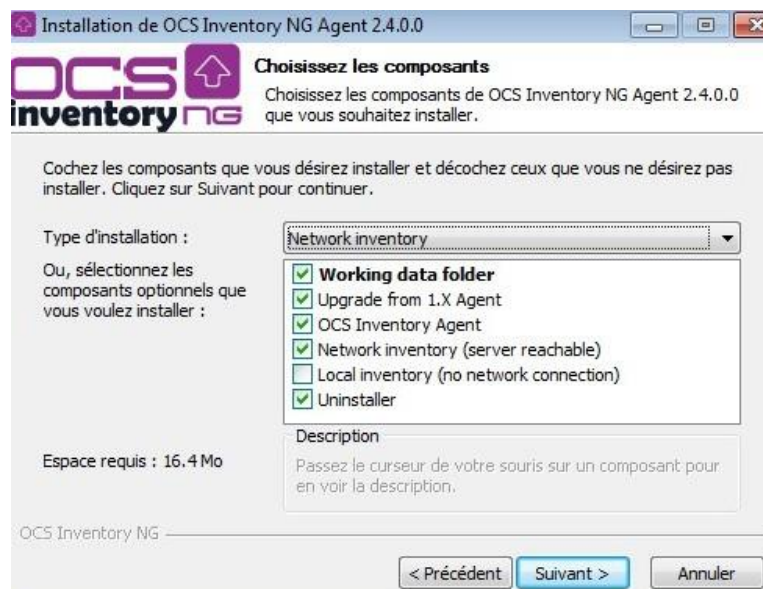 Installation de OCS Inventory NG Agent 2.4.0.0
OCS
inventory NG
Choisissez les composants
Choisissez les composants de OCS Inventory NG Agent 2.4.0.0
que vous souhaitez installer.
Cochez les composants que vous désirez installer et décochez ceux que vous ne désirez pas
installer. Cliquez sur Suivant pour continuer.
Type d'installation :
Network inventory
Ou, sélectionnez les
composants optionnels que
vous voulez installer :
Working data folder
Upgrade from 1.X Agent
OCS Inventory Agent
Network inventory (server reachable)
Local inventory (no network connection)
Uninstaller
Espace requis : 16.4 Mo
Description
Passez le curseur de votre souris sur un composant pour
en voir la description.
OCS Inventory NG
< Précédent
Suivant >
Annuler